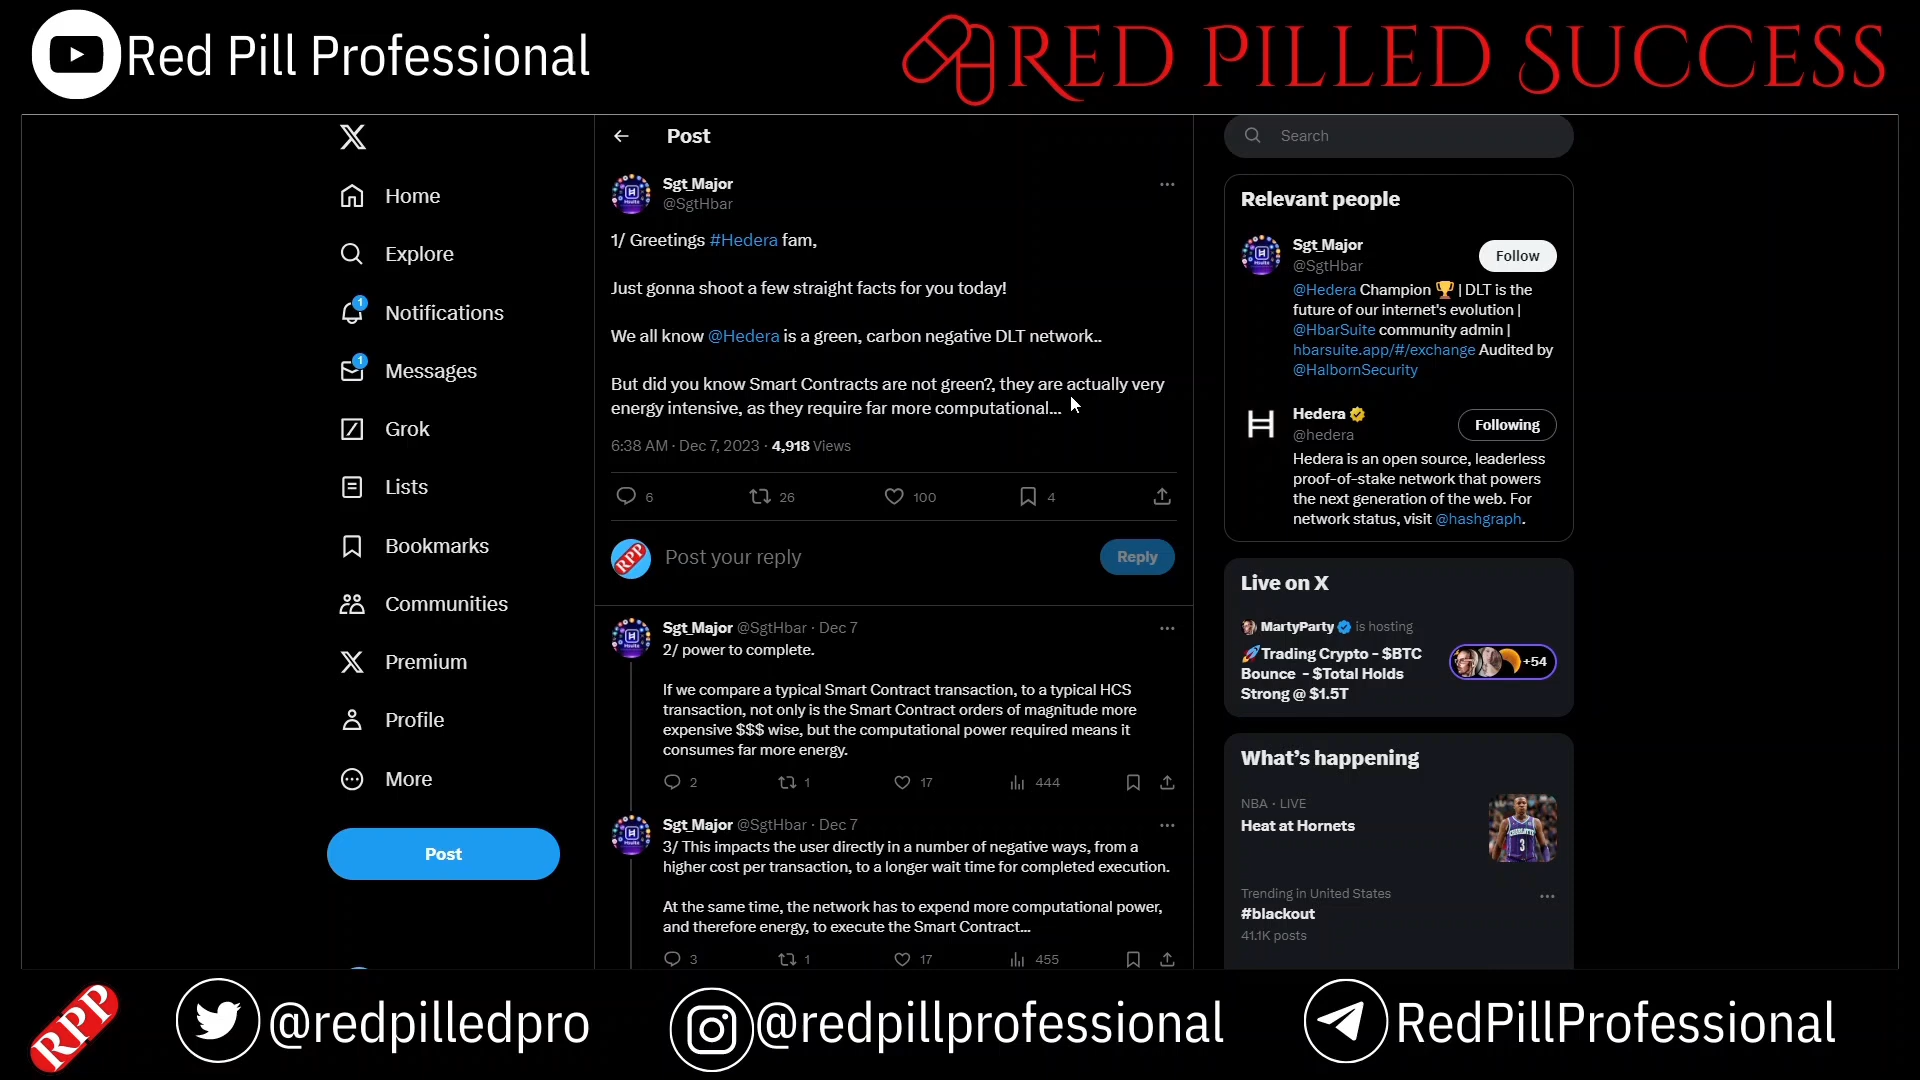 Red Pill Professional
RED PILLED SUCCESS
Home
Explore
1
Notifications
1
Messages
Grok
Lists
Bookmarks
Communities
Premium
Profile
More
Post
Post
Sgt_Major
@SgtHbar
1/ Greetings #Hedera fam,
Just gonna shoot a few straight facts for you today!
We all know @Hedera is a green, carbon negative DLT network..
But did you know Smart Contracts are not green?, they are actually very
energy intensive, as they require far more computational...
6:38 AM · Dec 7, 2023 · 4,918 Views
6 26 100 4
RPP Post your reply Reply
Sgt_Major @SgtHbar · Dec 7
2/ power to complete.
If we compare a typical Smart Contract transaction, to a typical HCS
transaction, not only is the Smart Contract orders of magnitude more
expensive $$$ wise, but the computational power required means it
consumes far more energy.
2 1 17 444
Sgt_Major @SgtHbar · Dec 7
3/ This impacts the user directly in a number of negative ways, from a
higher cost per transaction, to a longer wait time for completed execution.
At the same time, the network has to expend more computational power,
and therefore energy, to execute the Smart Contract...
3 1 17 455
Search
Relevant people
Sgt_Major
@SgtHbar
Follow
@Hedera Champion 🏆 | DLT is the
future of our internet's evolution |
@HbarSuite community admin |
hbarsuite.app/#/exchange Audited by
@HalbornSecurity
Hedera
@hedera
Following
Hedera is an open source, leaderless
proof-of-stake network that powers
the next generation of the web. For
network status, visit @hashgraph.
Live on X
MartyParty is hosting
🚀Trading Crypto - $BTC
Bounce - $Total Holds
Strong @ $1.5T
+54
What's happening
NBA · LIVE
Heat at Hornets
CHARLOTTE
3
Trending in United States
#blackout
41.1K posts
RPP
@redpilledpro
@redpillprofessional
RedPillProfessional